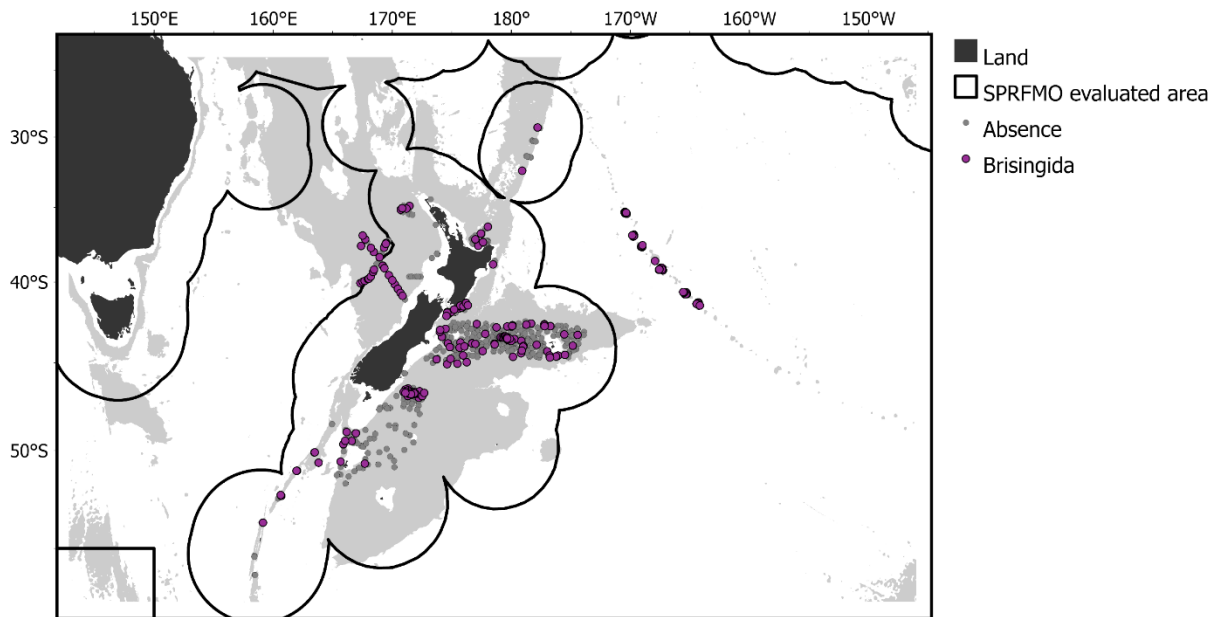 150°E 160°E 170°E 180° 170°W 160°W 150°W
30°S
40°S
50°S
Land
SPRFMO evaluated area
Absence
Brisingida